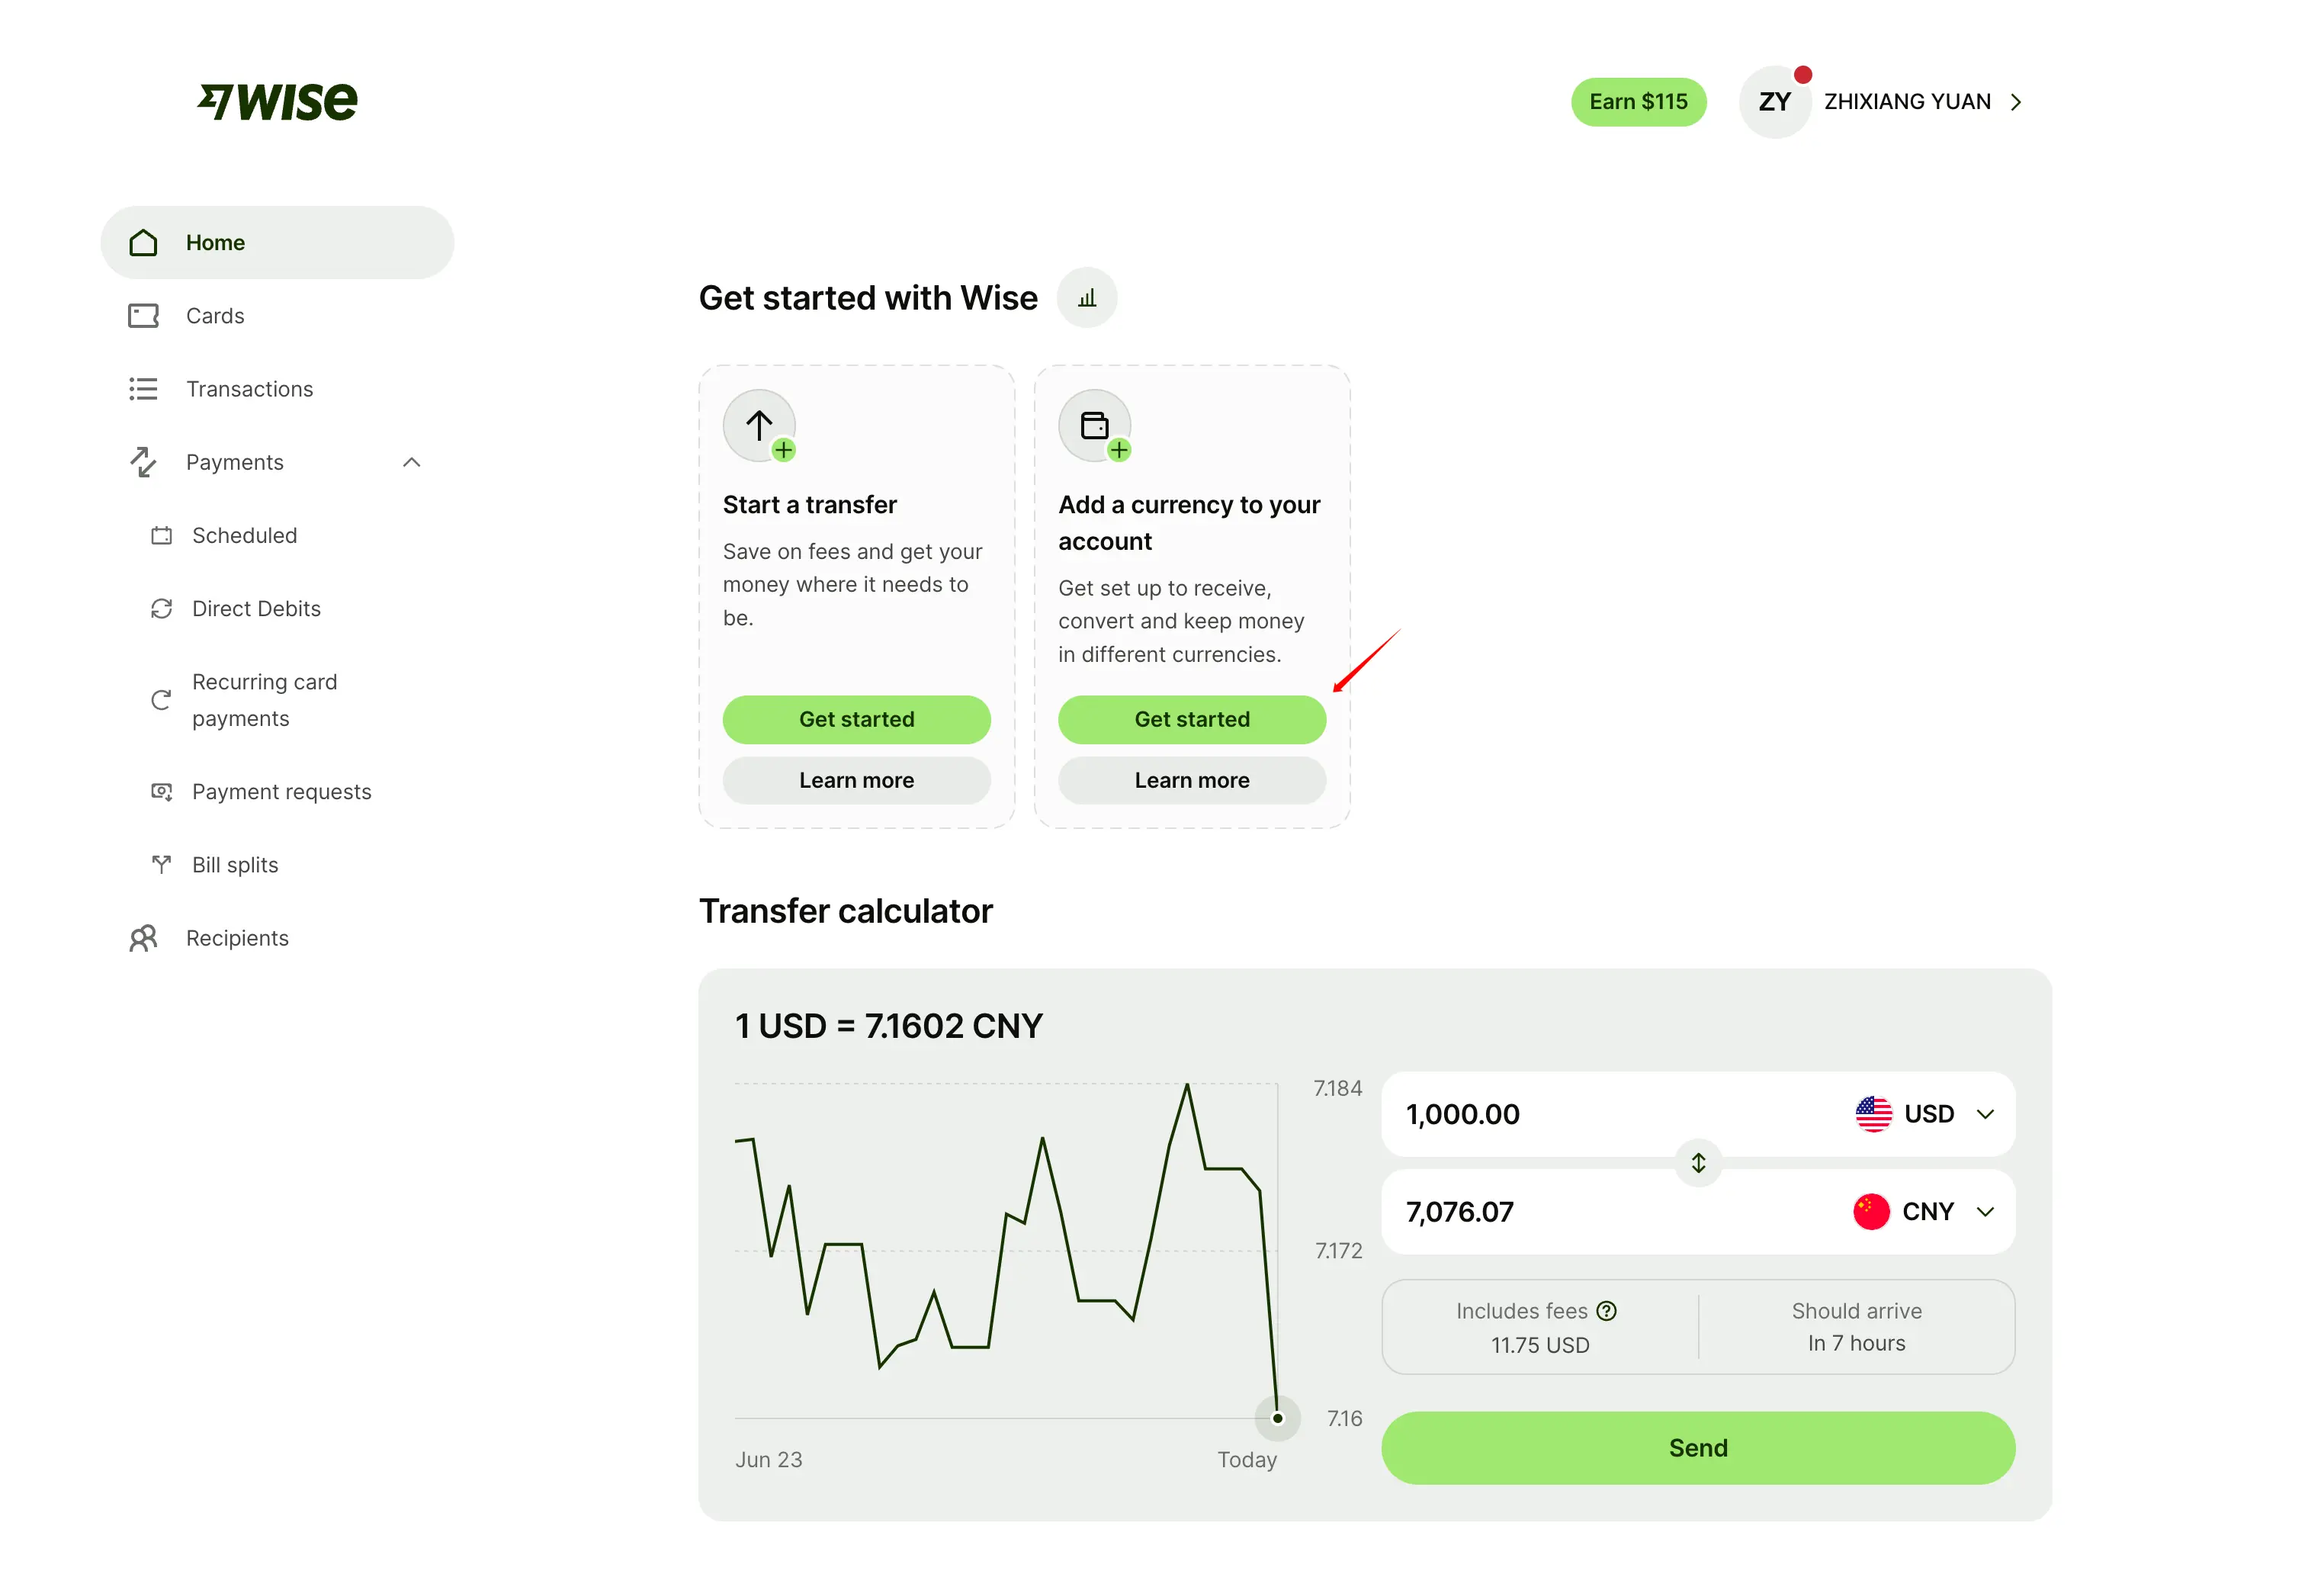 WISE
Earn $115
ZY
ZHIXIANG YUAN
Home
Cards
Transactions
Payments
Scheduled
Direct Debits
Recurring card
payments
Payment requests
Bill splits
Recipients
Get started with Wise
Start a transfer
Save on fees and get your
money where it needs to
be.
Get started
Learn more
Add a currency to your
account
Get set up to receive,
convert and keep money
in different currencies.
Get started
Learn more
Transfer calculator
1 USD = 7.1602 CNY
7.184
7.172
7.16
Jun 23
Today
1,000.00
USD
7,076.07
CNY
Includes fees
11.75 USD
Should arrive
In 7 hours
Send